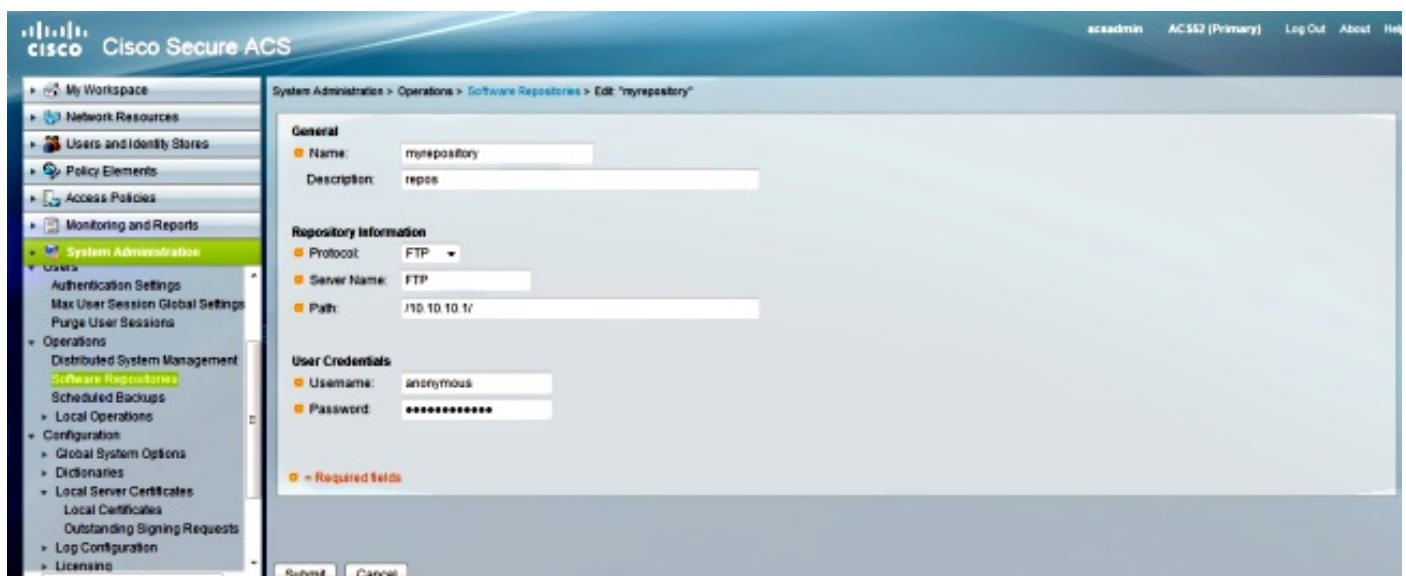 acsadmin ACS52 (Primary) Log Out About Help
CISCO Cisco Secure ACS
My Workspace
Network Resources
Users and Identity Stores
Policy Elements
Access Policies
Monitoring and Reports
System Administration
Users
Authentication Settings
Max User Session Global Settings
Purge User Sessions
Operations
Distributed System Management
Software Repositories
Scheduled Backups
Local Operations
Configuration
Global System Options
Dictionaries
Local Server Certificates
Local Certificates
Outstanding Signing Requests
Log Configuration
Licensing
System Administration > Operations > Software Repositories > Edit: "myrepository"
General
Name: myrepository
Description: repos
Repository Information
Protocol: FTP
Server Name: FTP
Path: /10.10.10.1/
User Credentials
Username: anonymous
Password: ••••••••••••
= Required fields
Submit Cancel